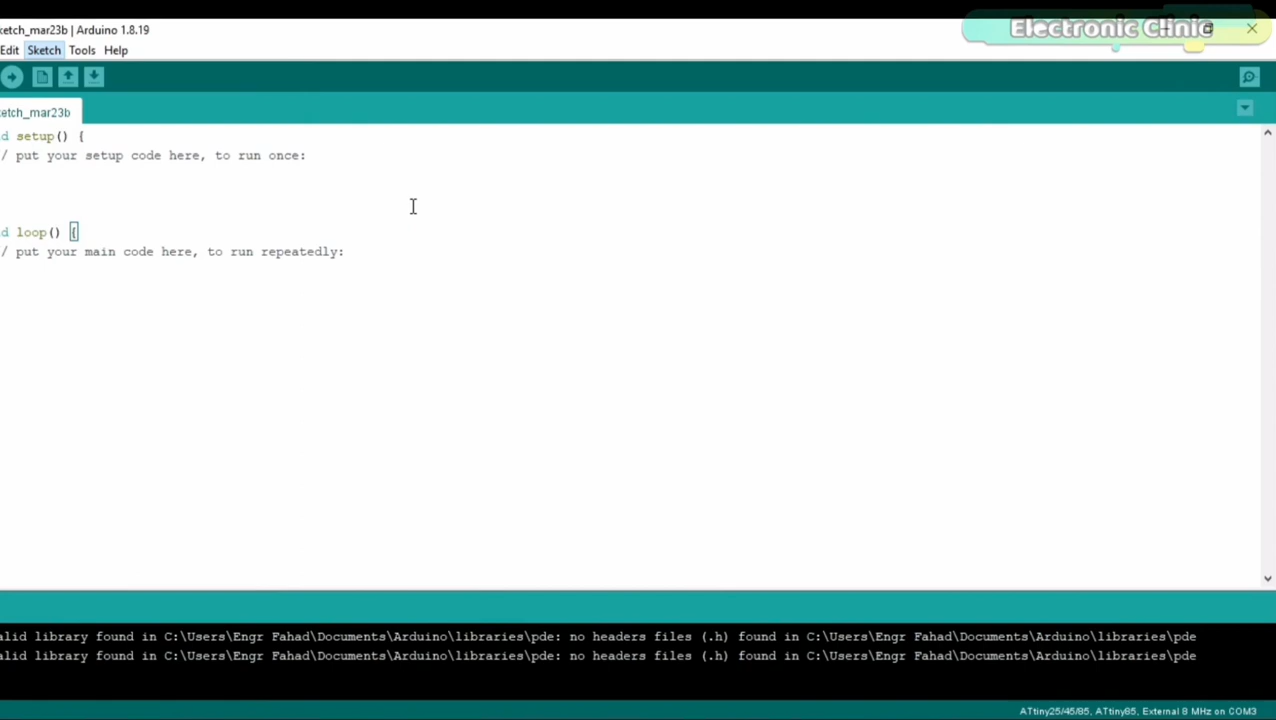 ketch_mar23b | Arduino 1.8.19
Electronic Clinic
Edit Sketch Tools Help
ketch_mar23b
d setup() {
/ put your setup code here, to run once:
d loop() {
/ put your main code here, to run repeatedly:
alid library found in C:\Users\Engr Fahad\Documents\Arduino\libraries\pde: no headers files (.h) found in C:\Users\Engr Fahad\Documents\Arduino\libraries\pde
alid library found in C:\Users\Engr Fahad\Documents\Arduino\libraries\pde: no headers files (.h) found in C:\Users\Engr Fahad\Documents\Arduino\libraries\pde
ATtiny25/45/85, ATtiny85, External 8 MHz on COM3